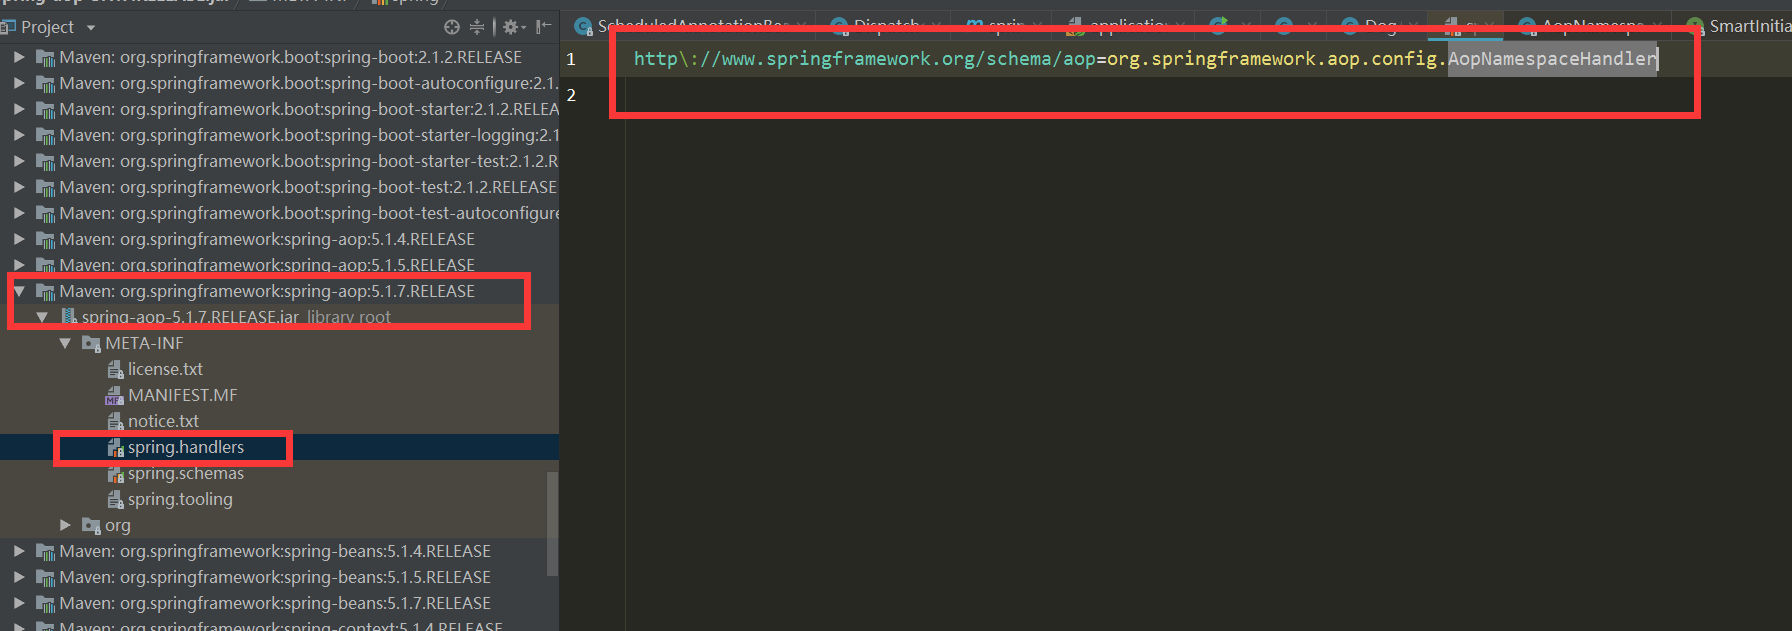 Project
Maven: org.springframework.boot:spring-boot:2.1.2.RELEASE
Maven: org.springframework.boot:spring-boot-autoconfigure:2.1.
Maven: org.springframework.boot:spring-boot-starter:2.1.2.RELEA
Maven: org.springframework.boot:spring-boot-starter-logging:2.1
Maven: org.springframework.boot:spring-boot-starter-test:2.1.2.R
Maven: org.springframework.boot:spring-boot-test:2.1.2.RELEASE
Maven: org.springframework.boot:spring-boot-test-autoconfigure
Maven: org.springframework:spring-aop:5.1.4.RELEASE
Maven: org.springframework:spring-aop:5.1.5.RELEASE
Maven: org.springframework:spring-aop:5.1.7.RELEASE
spring-aop-5.1.7.RELEASE.jar library root
META-INF
license.txt
MANIFEST.MF
notice.txt
spring.handlers
spring.schemas
spring.tooling
org
Maven: org.springframework:spring-beans:5.1.4.RELEASE
Maven: org.springframework:spring-beans:5.1.5.RELEASE
Maven: org.springframework:spring-beans:5.1.7.RELEASE
Maven: org.springframework:spring-context:5.1.4.RELEASE
ScheduledAnnotationBe Dispatch sprin applicatio Dog AopNamesp SmartInitia
1 http\://www.springframework.org/schema/aop=org.springframework.aop.config.AopNamespaceHandler
2